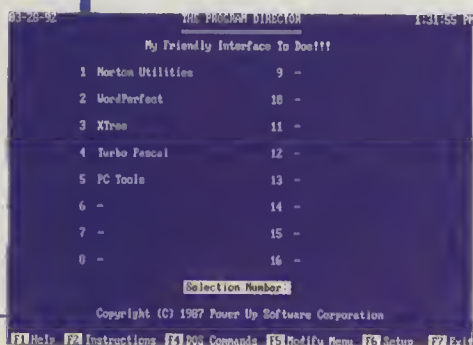 03-28-92 THE PROGRAM DIRECTOR 1:31:55 PM
My Friendly Interface To Dos!!!
1 Norton Utilities 9 -
2 WordPerfect 10 -
3 XTree 11 -
4 Turbo Pascal 12 -
5 PC Tools 13 -
6 - 14 -
7 - 15 -
8 - 16 -
Selection Number:
Copyright (C) 1987 Power Up Software Corporation
F1 Help F2 Instructions F4 DOS Commands F5 Modify Menu F6 Setup F7 Exit